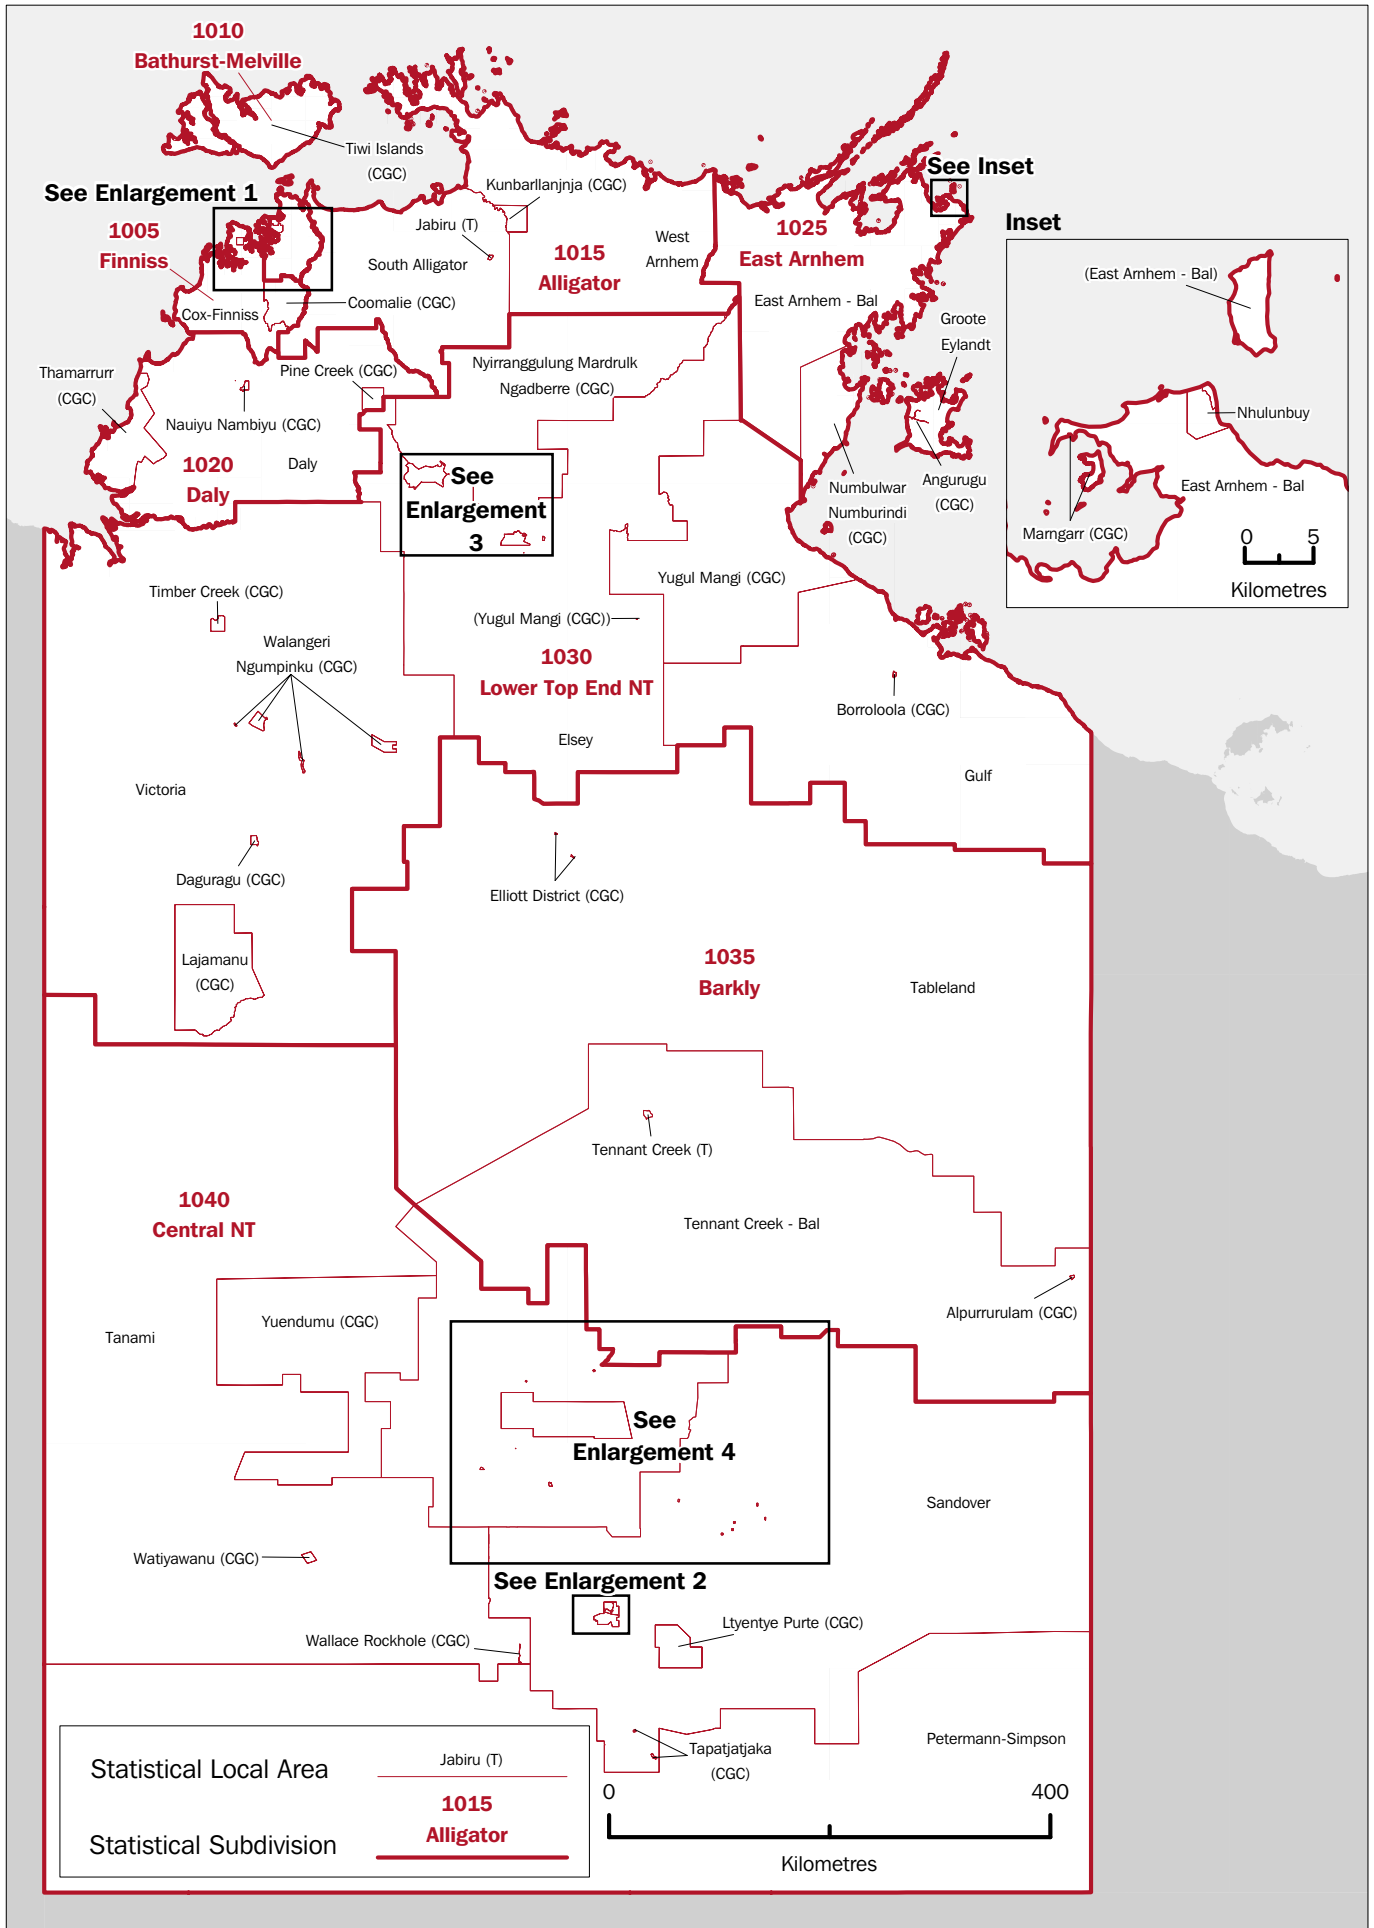 1010
Bathurst-Melville
Tiwi Islands
(CGC)
See Enlargement 1
1005
Finniss
Kunbarllanjnja (CGC)
Jabiru (T)
South Alligator
1015
Alligator
West
Arnhem
1025
East Arnhem
See Inset
Inset
(East Arnhem - Bal)
Nhulunbuy
East Arnhem - Bal
Marngarr (CGC)
0 5
Kilometres
Coomalie (CGC)
Cox-Finniss
East Arnhem - Bal
Groote
Eylandt
Thamarrurr
(CGC)
Pine Creek (CGC)
Nyirranggulung Mardrulk
Ngadberre (CGC)
Nauiyu Nambiyu (CGC)
1020
Daly
Daly
See
Enlargement
3
Numbulwar
Numburindi
(CGC)
Angurugu
(CGC)
Timber Creek (CGC)
Walangeri
Ngumpinku (CGC)
(Yugul Mangi (CGC))
Yugul Mangi (CGC)
1030
Lower Top End NT
Borroloola (CGC)
Elsey
Gulf
Victoria
Daguragu (CGC)
Elliott District (CGC)
Lajamanu
(CGC)
1035
Barkly
Tableland
Tennant Creek (T)
1040
Central NT
Tennant Creek - Bal
Alpurrurulam (CGC)
Yuendumu (CGC)
Tanami
See
Enlargement 4
Sandover
Watiyawanu (CGC)
See Enlargement 2
Ltyentye Purte (CGC)
Wallace Rockhole (CGC)
Petermann-Simpson
Tapatjatjaka
(CGC)
Statistical Local Area
Jabiru (T)
1015
Alligator
Statistical Subdivision
0 400
Kilometres